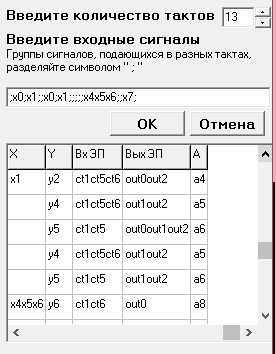 Введите количество тактов 13
Введите входные сигналы
Группы сигналов, подающихся в разных тактах,
разделяйте символом " ; "
;x0;x1;;x0;x1;;;;;x4x5x6;;x7;
OK Отмена
X Y Вх ЭП Вых ЭП A
x1 y2 ct1ct5ct6 out0out2 a4
y4 ct1ct5ct6 out1out2 a5
y5 ct1ct5 out0out1out2 a6
y4 ct1ct5ct6 out1out2 a5
y5 ct1ct5 out1out2 a6
x4x5x6 y6 ct1ct6 out0 a8